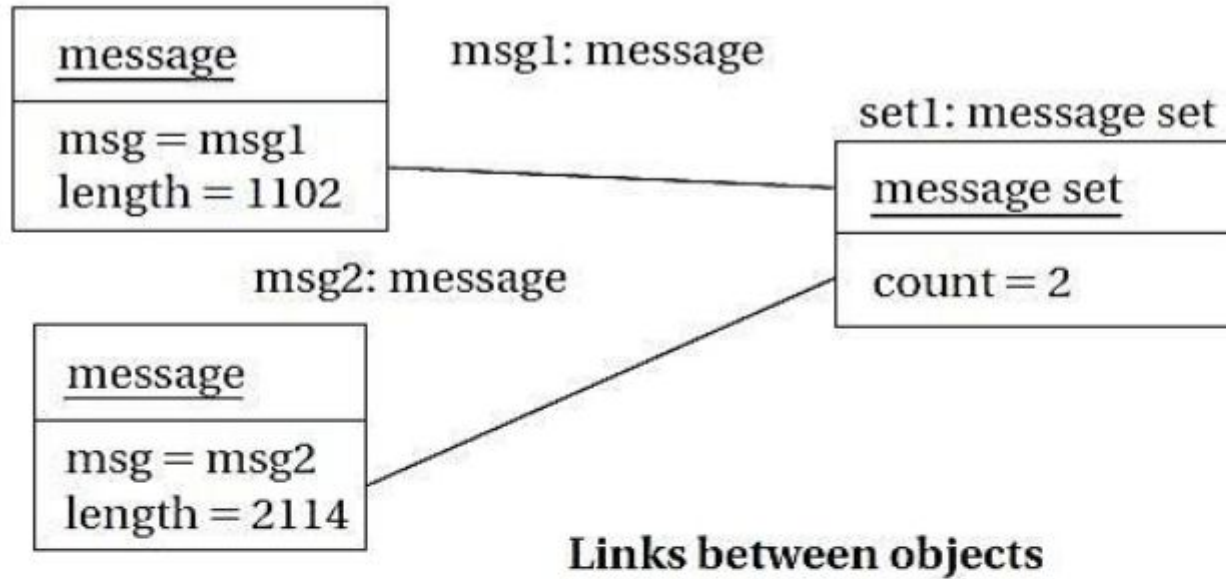 message
msg = msg1
length = 1102
msg1: message
set1: message set
message set
count = 2
msg2: message
message
msg = msg2
length = 2114
Links between objects